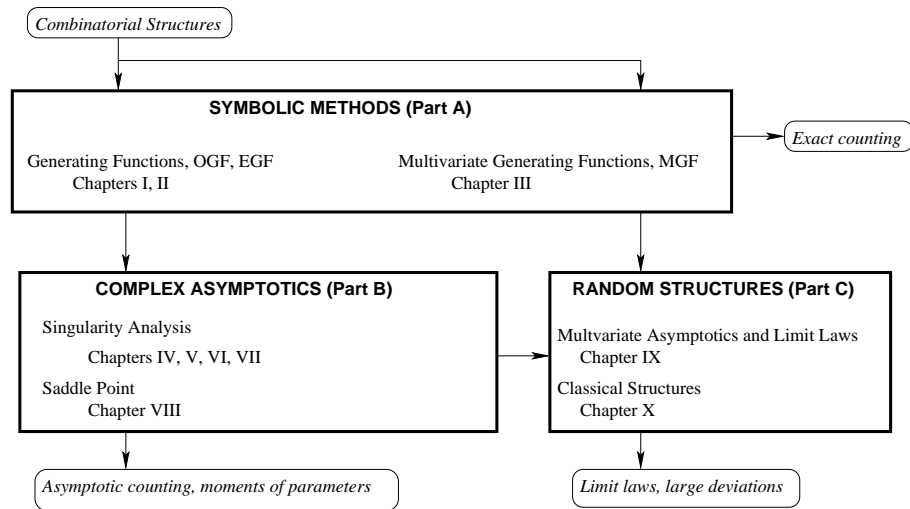 Combinatorial Structures
SYMBOLIC METHODS (Part A)
Generating Functions, OGF, EGF
Chapters I, II
Multivariate Generating Functions, MGF
Chapter III
Exact counting
COMPLEX ASYMPTOTICS (Part B)
Singularity Analysis
Chapters IV, V, VI, VII
Saddle Point
Chapter VIII
RANDOM STRUCTURES (Part C)
Multvariate Asymptotics and Limit Laws
Chapter IX
Classical Structures
Chapter X
Asymptotic counting, moments of parameters
Limit laws, large deviations